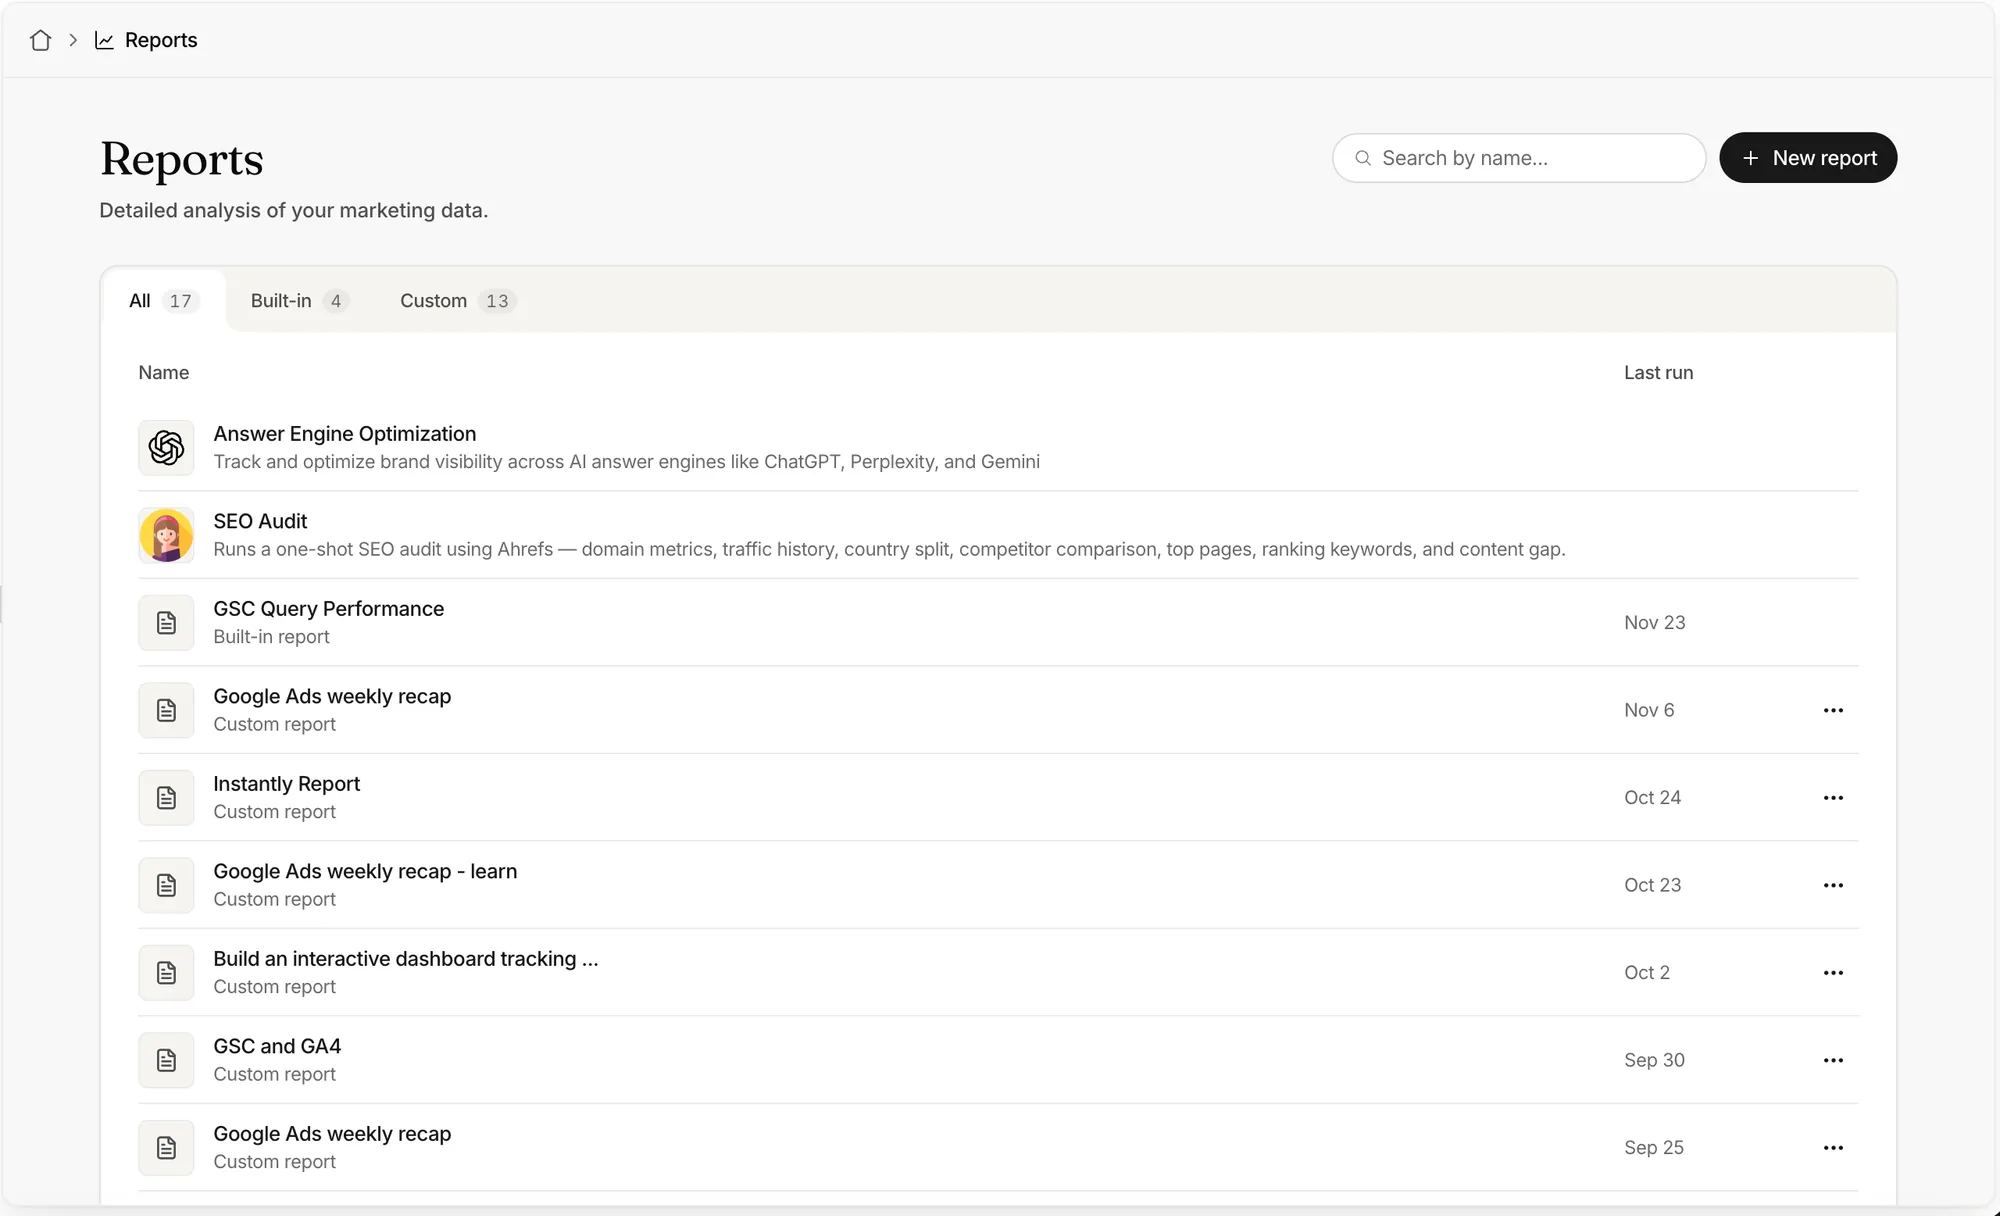 Reports
Reports
Search by name...
New report
Detailed analysis of your marketing data.
All 17 Built-in 4 Custom 13
Name Last run
Answer Engine Optimization
Track and optimize brand visibility across AI answer engines like ChatGPT, Perplexity, and Gemini
SEO Audit
Runs a one-shot SEO audit using Ahrefs — domain metrics, traffic history, country split, competitor comparison, top pages, ranking keywords, and content gap.
GSC Query Performance
Built-in report
Nov 23
Google Ads weekly recap
Custom report
Nov 6
Instantly Report
Custom report
Oct 24
Google Ads weekly recap - learn
Custom report
Oct 23
Build an interactive dashboard tracking ...
Custom report
Oct 2
GSC and GA4
Custom report
Sep 30
Google Ads weekly recap
Custom report
Sep 25